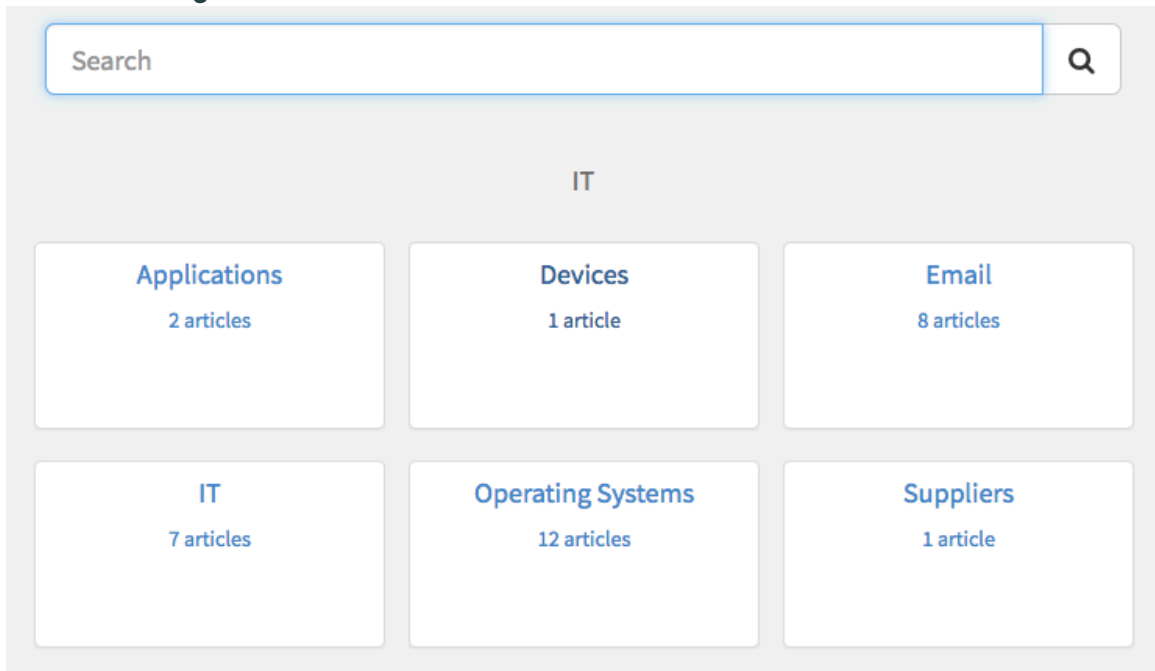 Search
IT
Applications
2 articles
Devices
1 article
Email
8 articles
IT
7 articles
Operating Systems
12 articles
Suppliers
1 article